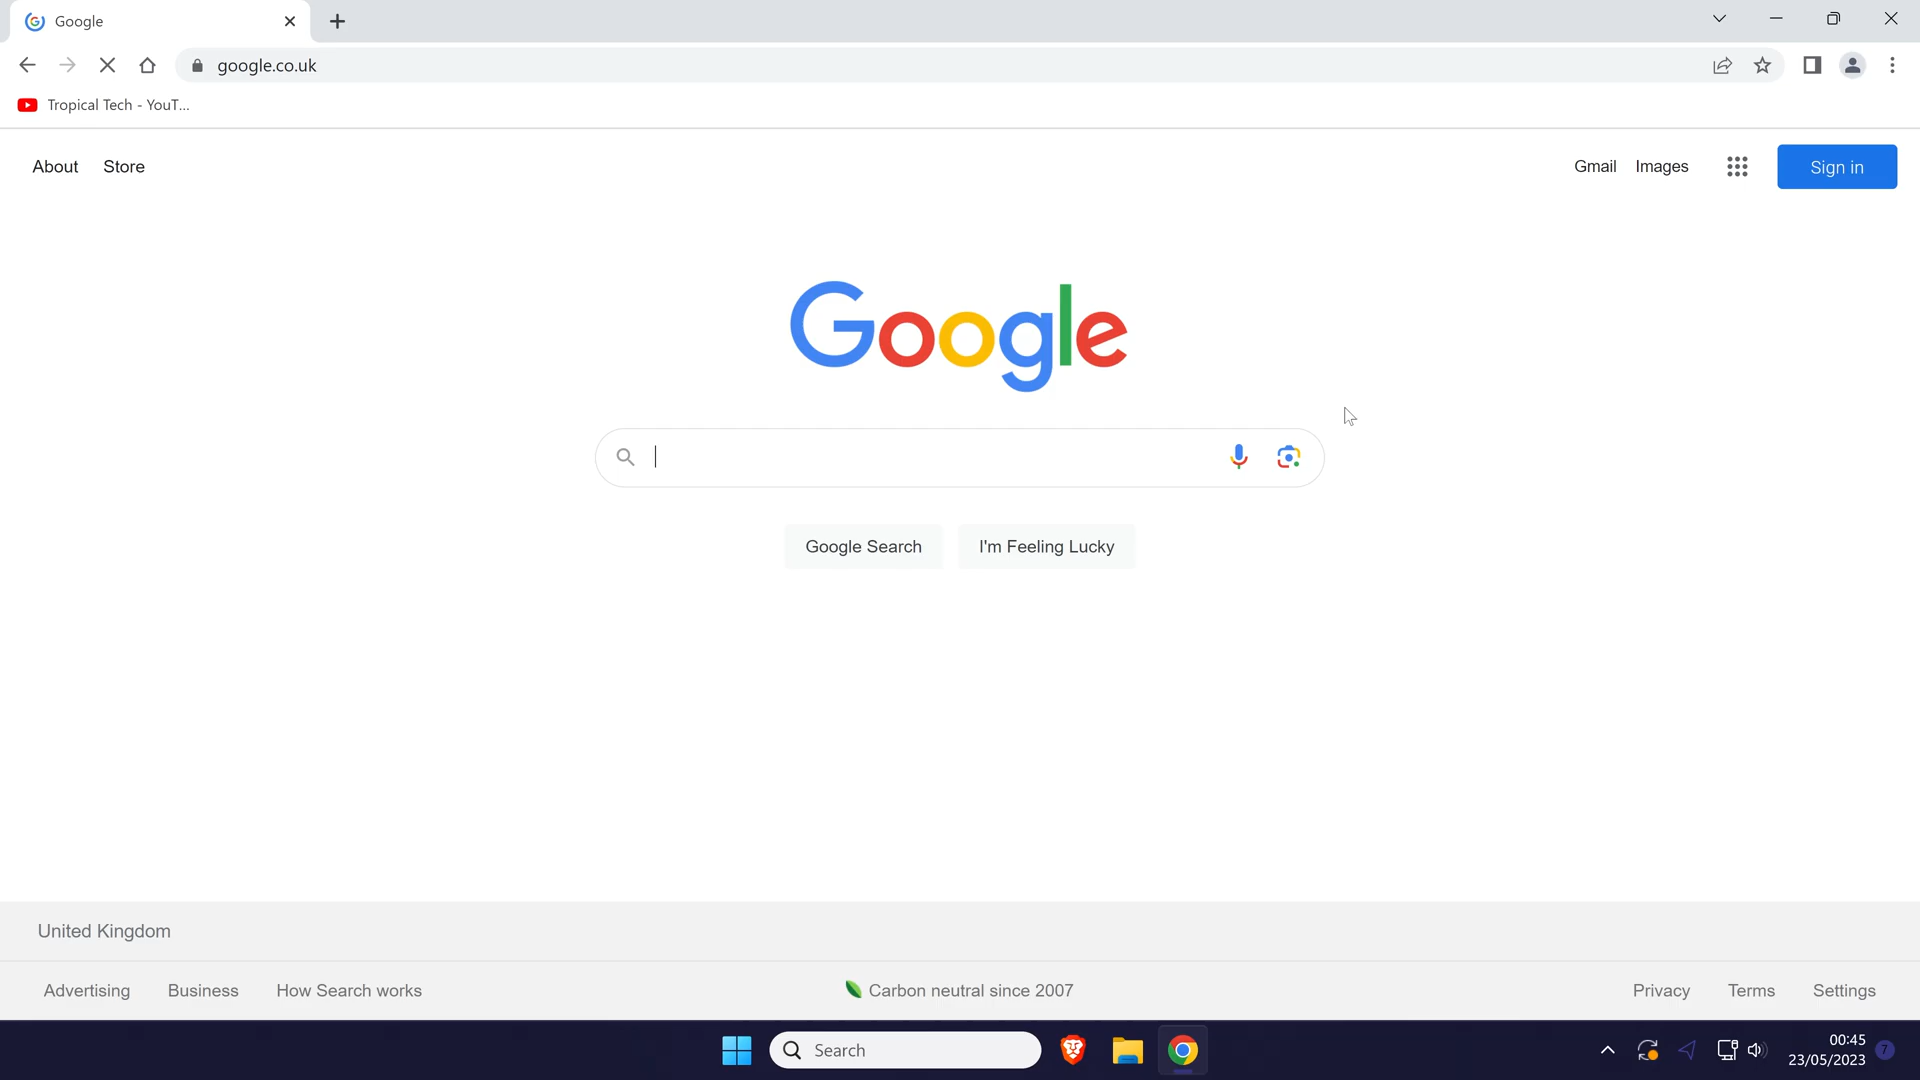 Google
google.co.uk
Tropical Tech - YouT...
About Store
Gmail Images Sign in
Google
Google Search I'm Feeling Lucky
United Kingdom
Advertising Business How Search works Carbon neutral since 2007 Privacy Terms Settings
Search
00:45
23/05/2023
7